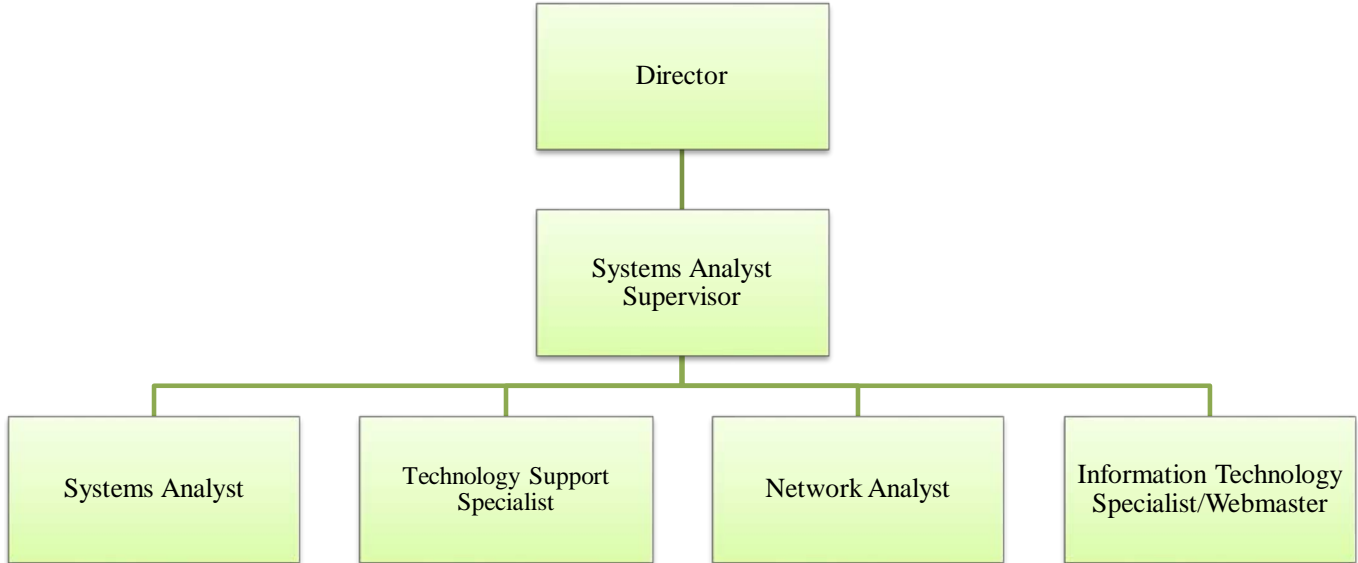 Director
Systems Analyst
Supervisor
Systems Analyst
Technology Support
Specialist
Network Analyst
Information Technology
Specialist/Webmaster